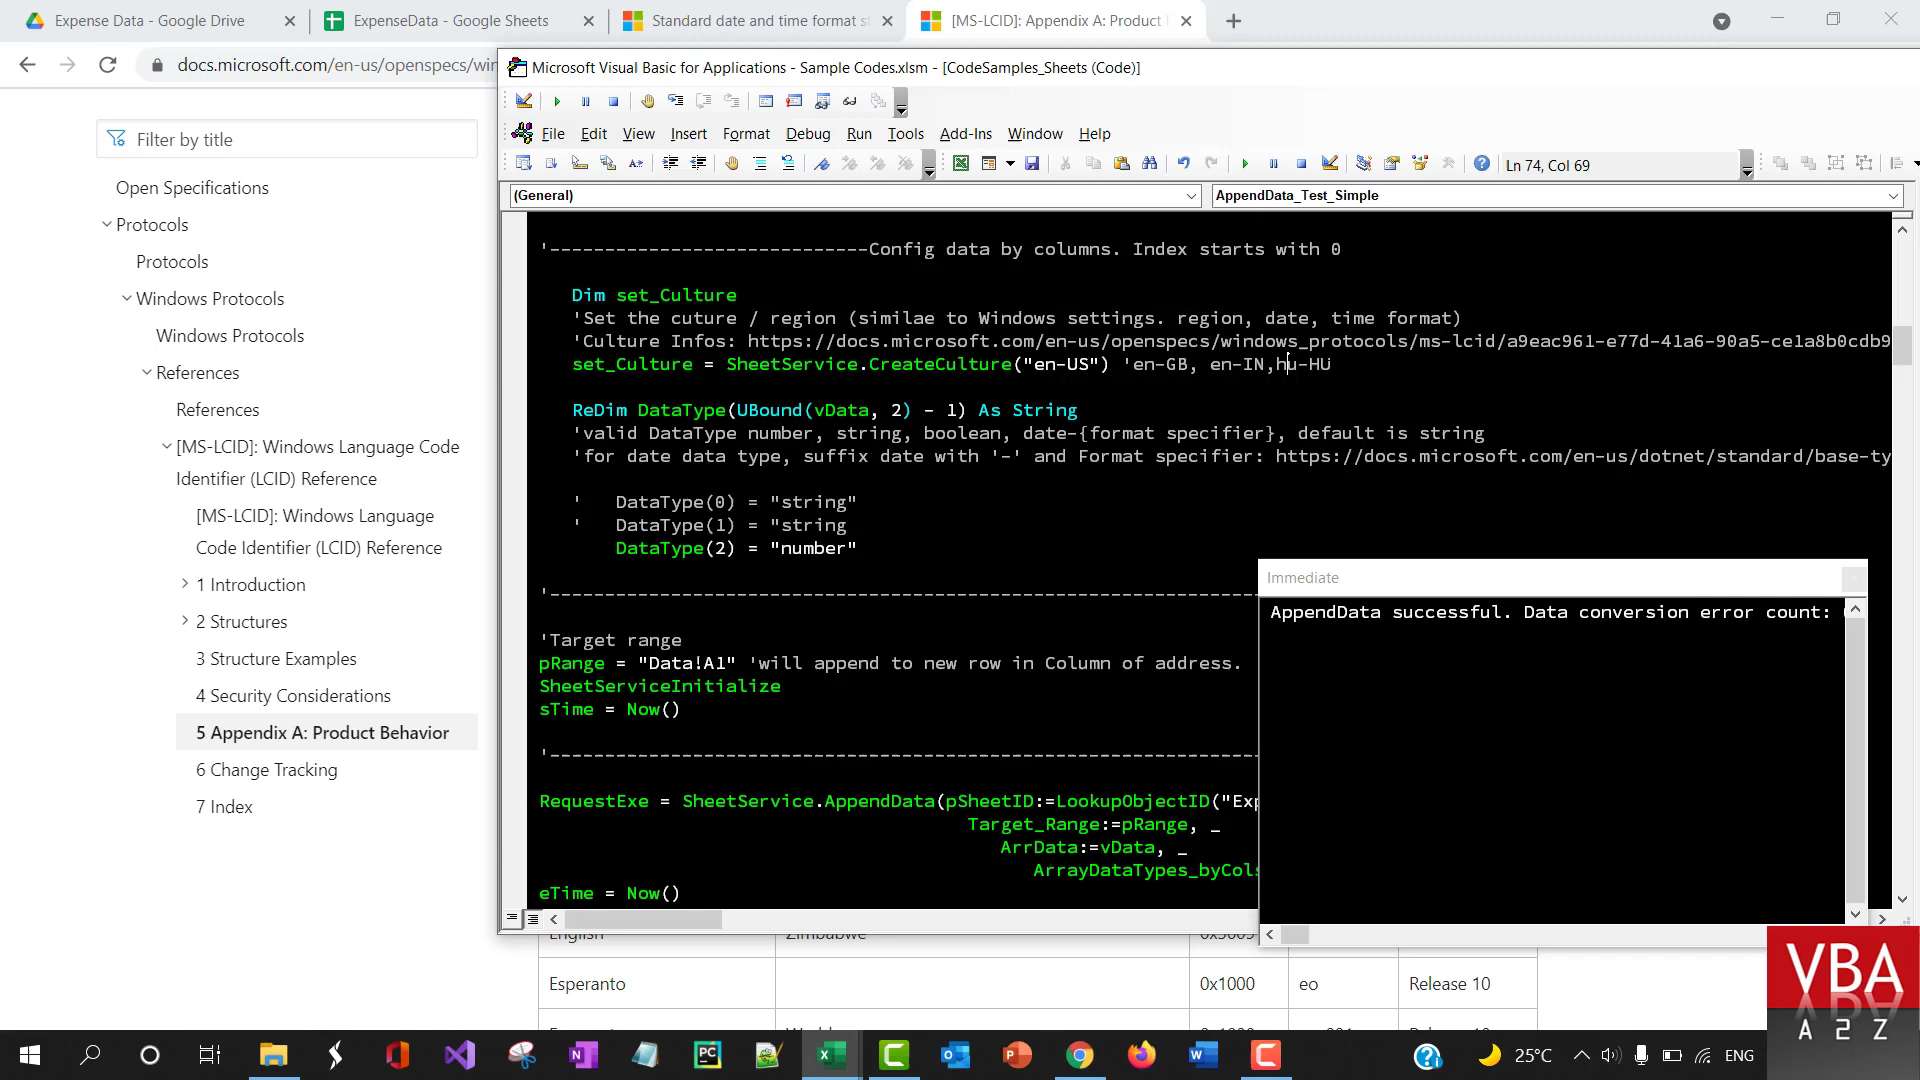 Expense Data - Google Drive
ExpenseData - Google Sheets
Standard date and time format s
[MS-LCID]: Appendix A: Product
docs.microsoft.com/en-us/openspecs/win
Microsoft Visual Basic for Applications - Sample Codes.xlsm - [CodeSamples_Sheets (Code)]
File Edit View Insert Format Debug Run Tools Add-Ins Window Help
Ln 74, Col 69
(General)
AppendData_Test_Simple
Filter by title
Open Specifications
Protocols
Protocols
Windows Protocols
Windows Protocols
References
References
[MS-LCID]: Windows Language Code
Identifier (LCID) Reference
[MS-LCID]: Windows Language
Code Identifier (LCID) Reference
1 Introduction
2 Structures
3 Structure Examples
4 Security Considerations
5 Appendix A: Product Behavior
6 Change Tracking
7 Index
'-----------------------------Config data by columns. Index starts with 0
Dim set_Culture
'Set the cuture / region (similae to Windows settings. region, date, time format)
'Culture Infos: https://docs.microsoft.com/en-us/openspecs/windows_protocols/ms-lcid/a9eac961-e77d-41a6-90a5-ce1a8b0cdb9
set_Culture = SheetService.CreateCulture("en-US") 'en-GB, en-IN,hu-HU
ReDim DataType(UBound(vData, 2) - 1) As String
'valid DataType number, string, boolean, date-{format specifier}, default is string
'for date data type, suffix date with '-' and Format specifier: https://docs.microsoft.com/en-us/dotnet/standard/base-ty
' DataType(0) = "string"
' DataType(1) = "string
DataType(2) = "number"
'-----------------------------------------------------------------
'Target range
pRange = "Data!A1" 'will append to new row in Column of address.
SheetServiceInitialize
sTime = Now()
'-----------------------------------------------------------------
RequestExe = SheetService.AppendData(pSheetID:=LookupObjectID("Exp
Target_Range:=pRange, _
ArrData:=vData, _
ArrayDataTypes_byCols
eTime = Now()
Immediate
AppendData successful. Data conversion error count:
English Zimbabwe
Esperanto 0x1000 eo Release 10
VBA
A 2 Z
25°C
ENG